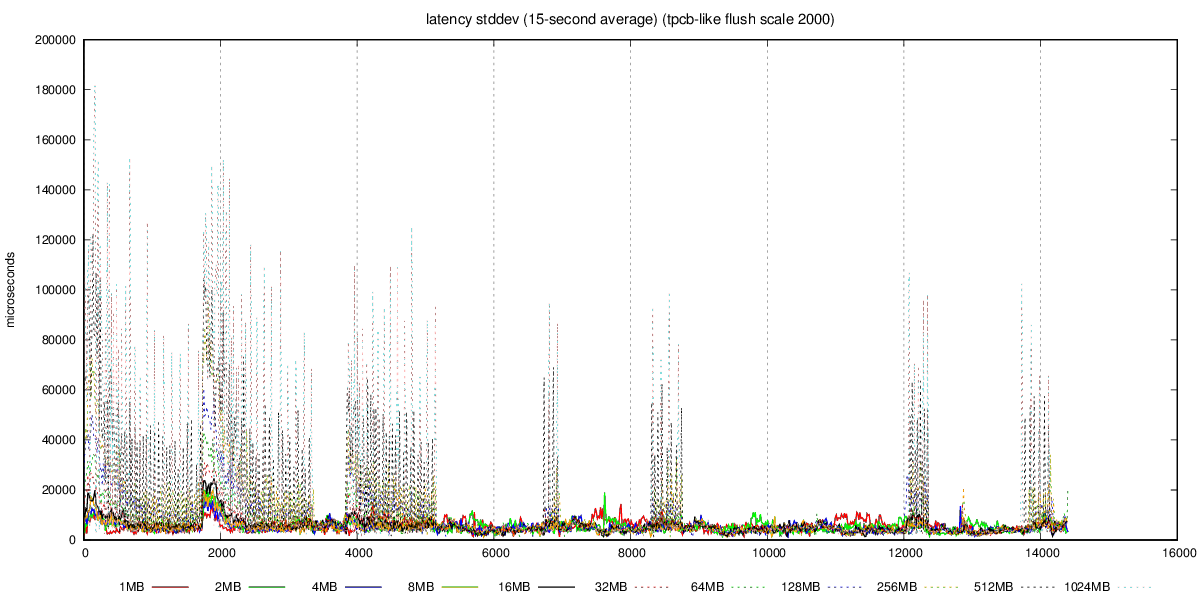 latency stddev (15-second average) (tpcb-like flush scale 2000)
200000
180000
160000
140000
120000
100000
80000
60000
40000
20000
0
microseconds
0 2000 4000 6000 8000 10000 12000 14000 16000
1MB 2MB 4MB 8MB 16MB 32MB 64MB 128MB 256MB 512MB 1024MB